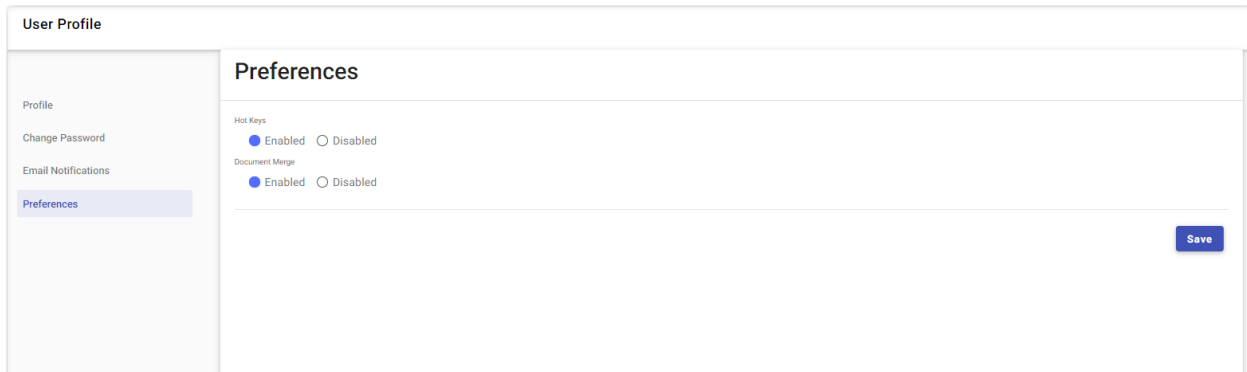 User Profile
Preferences
Profile
Change Password
Email Notifications
Preferences
Hot Keys
Enabled Disabled
Document Merge
Enabled Disabled
Save